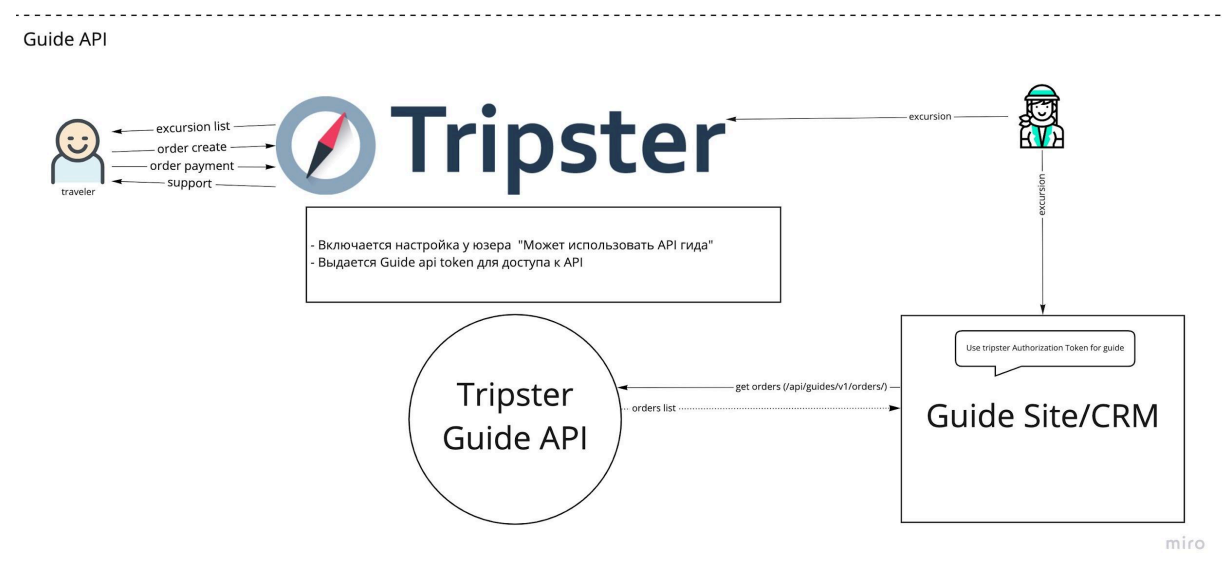 Guide API
excursion list
order create
order payment
support
traveler
Tripster
excursion
excursion
- Включается настройка у юзера "Может использовать API гида"
- Выдается Guide api token для доступа к API
Use tripster Authorization Token for guide
Tripster
Guide API
get orders (/api/guides/v1/orders/)
orders list
Guide Site/CRM
miro